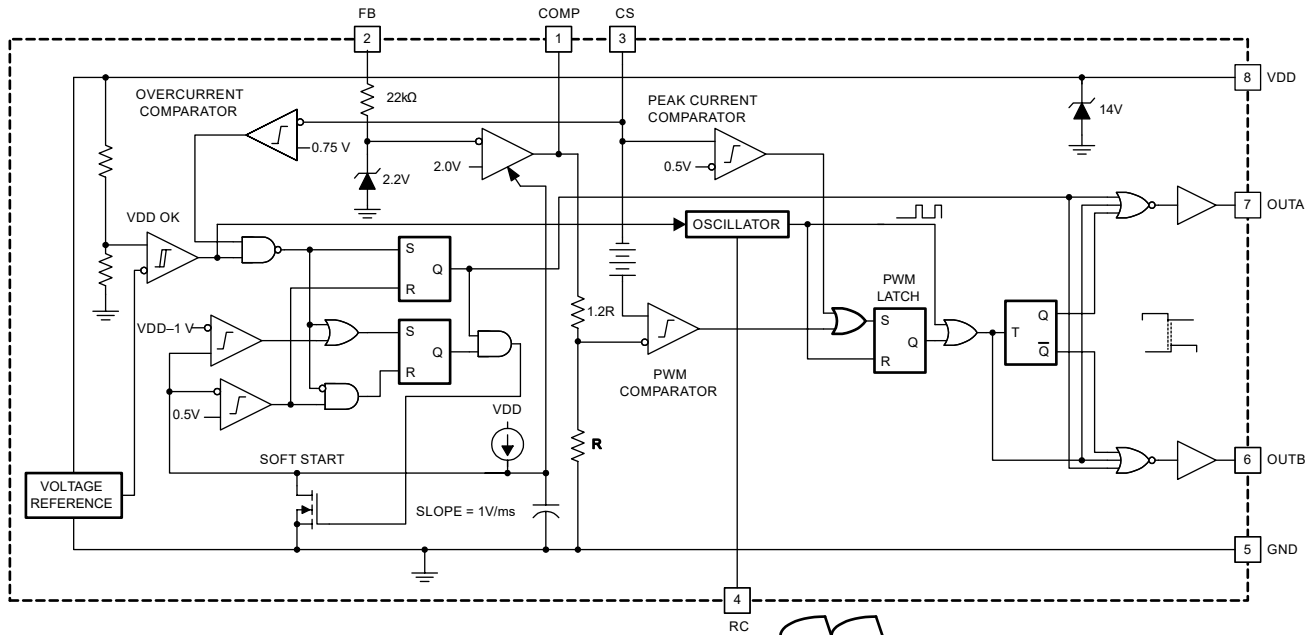 FB
COMP
CS
2
1
3
8
VDD
OVERCURRENT
COMPARATOR
22kΩ
PEAK CURRENT
COMPARATOR
14V
0.75 V
2.0V
0.5V
2.2V
VDD OK
OSCILLATOR
7
OUTA
S
Q
R
PWM
LATCH
1.2R
S
Q
R
T
Q
Q̅
VDD–1 V
S
Q
R
PWM
COMPARATOR
0.5V
VDD
R
SOFT START
6
OUTB
VOLTAGE
REFERENCE
SLOPE = 1V/ms
5
GND
4
RC